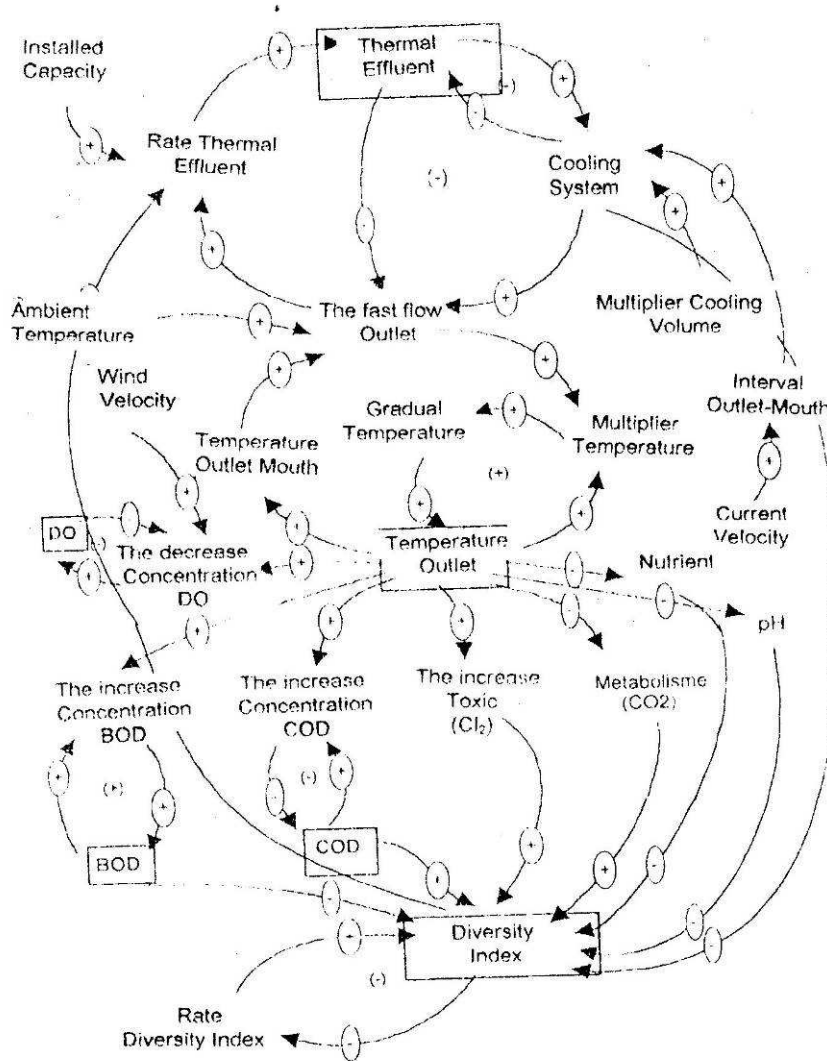 Installed
Capacity
Thermal
Effluent
Rate Thermal
Effluent
Cooling
System
Ambient
Temperature
The fast flow
Outlet
Multiplier Cooling
Volume
Wind
Velocity
Gradual
Temperature
Interval
Outlet-Mouth
Temperature
Outlet Mouth
Multiplier
Temperature
DO
The decrease
Concentration
DO
Temperature
Outlet
Nutrient
Current
Velocity
pH
The increase
Concentration
BOD
The increase
Concentration
COD
The increase
Toxic
(Cl₂)
Metabolisme
(CO2)
BOD
COD
Diversity
Index
Rate
Diversity Index